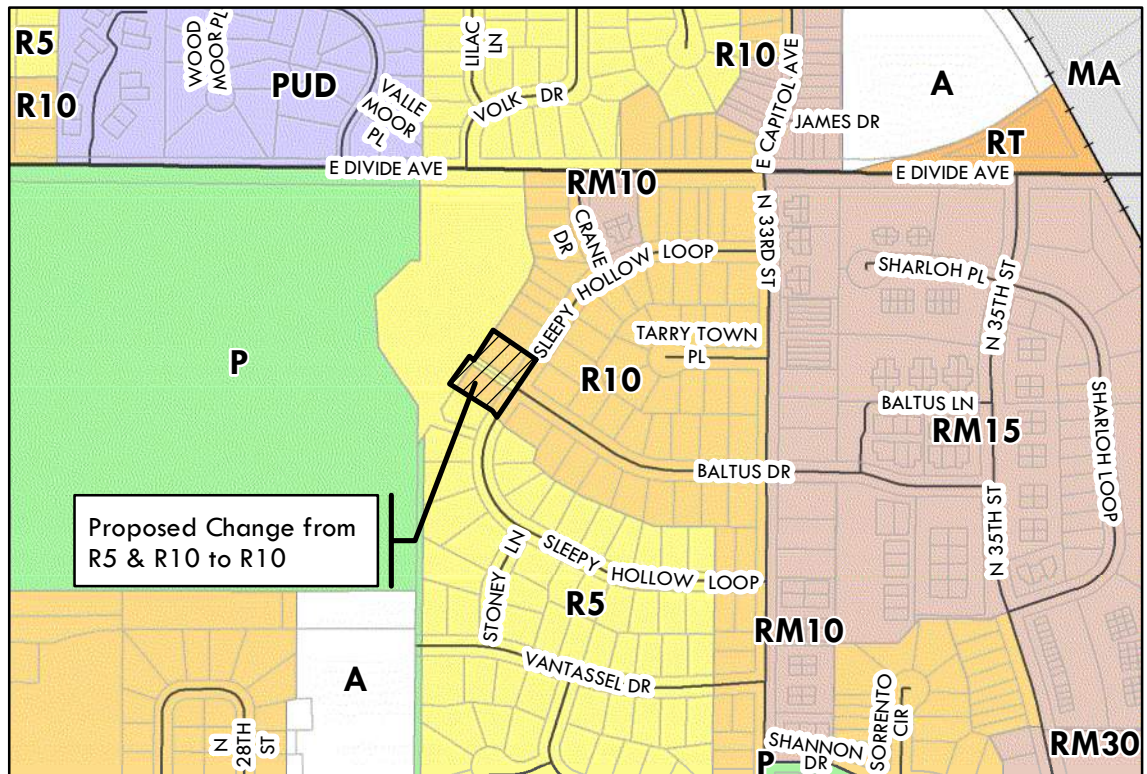 R5
WOOD
MOOR PL
PUD
LILAC
LN
R10
E CAPITOL AVE
A
MA
R10
VALLE
MOOR
PL
VOLK DR
JAMES DR
RT
E DIVIDE AVE
E DIVIDE AVE
RM10
CRANE
DR
N 33RD ST
SLEEPY HOLLOW LOOP
SHARLOH PL
N 35TH ST
TARRY TOWN
PL
P
R10
BALTUS LN
RM15
SHARLOH LOOP
BALTUS DR
Proposed Change from
R5 & R10 to R10
N 35TH ST
STONEY LN
SLEEPY HOLLOW LOOP
R5
RM10
VANTASSEL DR
A
N
28TH
ST
SORRENTO
CIR
SHANNON
DR
P
RM30